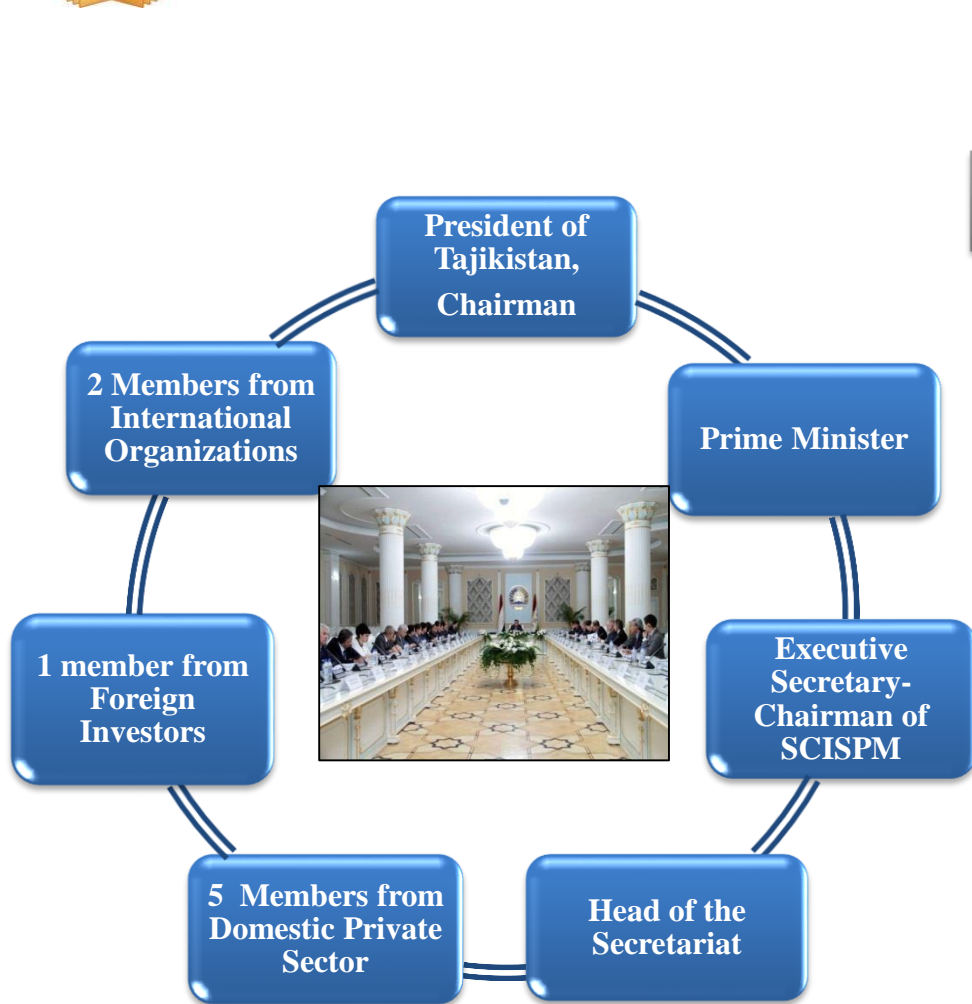 President of
Tajikistan,
Chairman
2 Members from
International
Organizations
Prime Minister
1 member from
Foreign
Investors
Executive
Secretary-
Chairman of
SCISPM
5  Members from
Domestic Private
Sector
Head of the
Secretariat